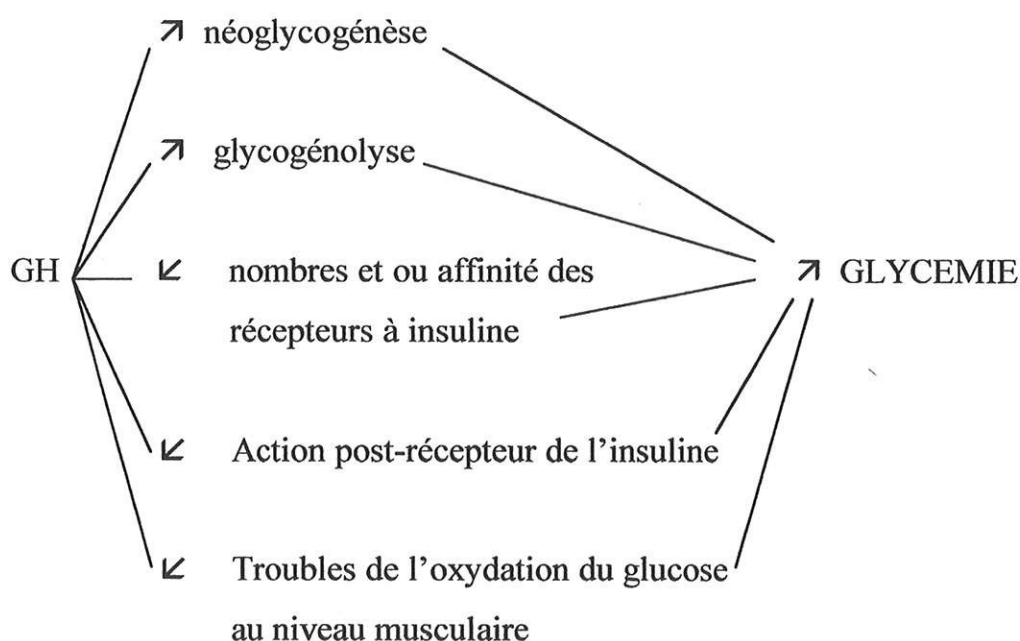 ↗ néoglycogénèse
↗ glycogénolyse
GH ↙ nombres et ou affinité des ↗ GLYCEMIE
récepteurs à insuline
↙ Action post-récepteur de l’insuline
↙ Troubles de l’oxydation du glucose
au niveau musculaire